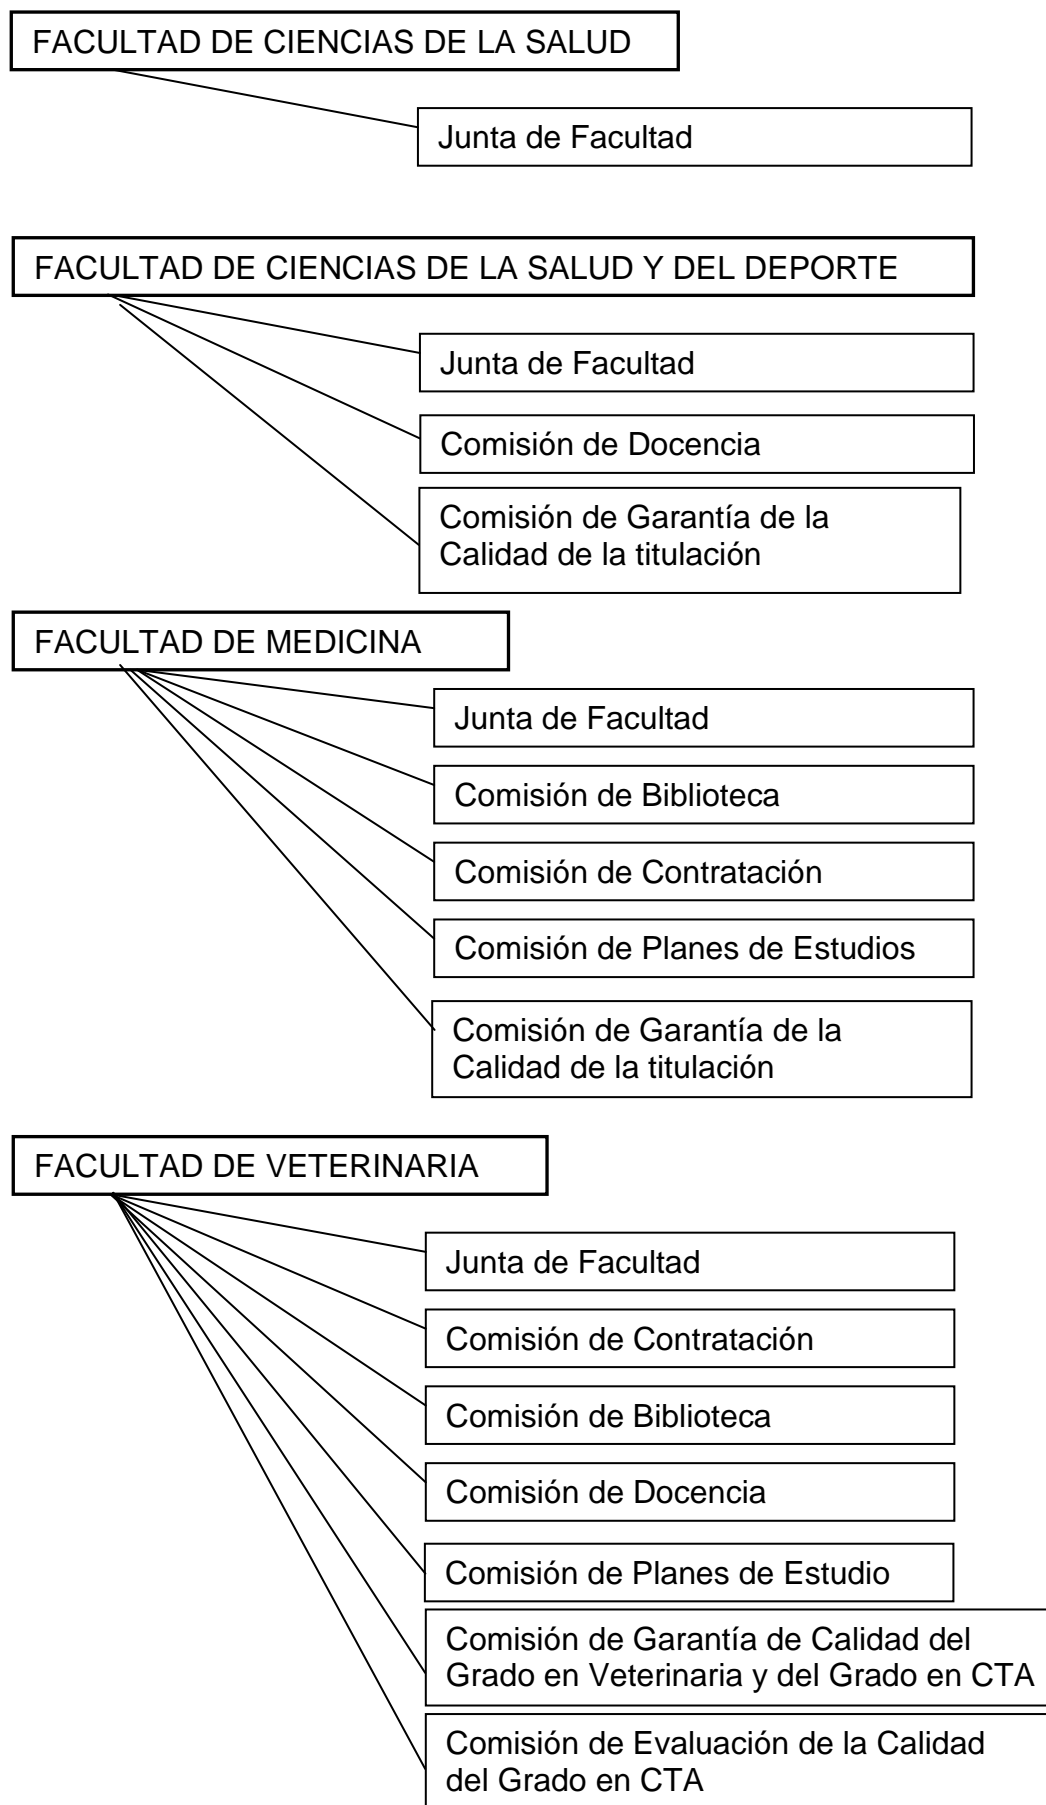 FACULTAD DE CIENCIAS DE LA SALUD
Junta de Facultad
FACULTAD DE CIENCIAS DE LA SALUD Y DEL DEPORTE
Junta de Facultad
Comisión de Docencia
Comisión de Garantía de la
Calidad de la titulación
FACULTAD DE MEDICINA
Junta de Facultad
Comisión de Biblioteca
Comisión de Contratación
Comisión de Planes de Estudios
Comisión de Garantía de la
Calidad de la titulación
FACULTAD DE VETERINARIA
Junta de Facultad
Comisión de Contratación
Comisión de Biblioteca
Comisión de Docencia
Comisión de Planes de Estudio
Comisión de Garantía de Calidad del
Grado en Veterinaria y del Grado en CTA
Comisión de Evaluación de la Calidad
del Grado en CTA